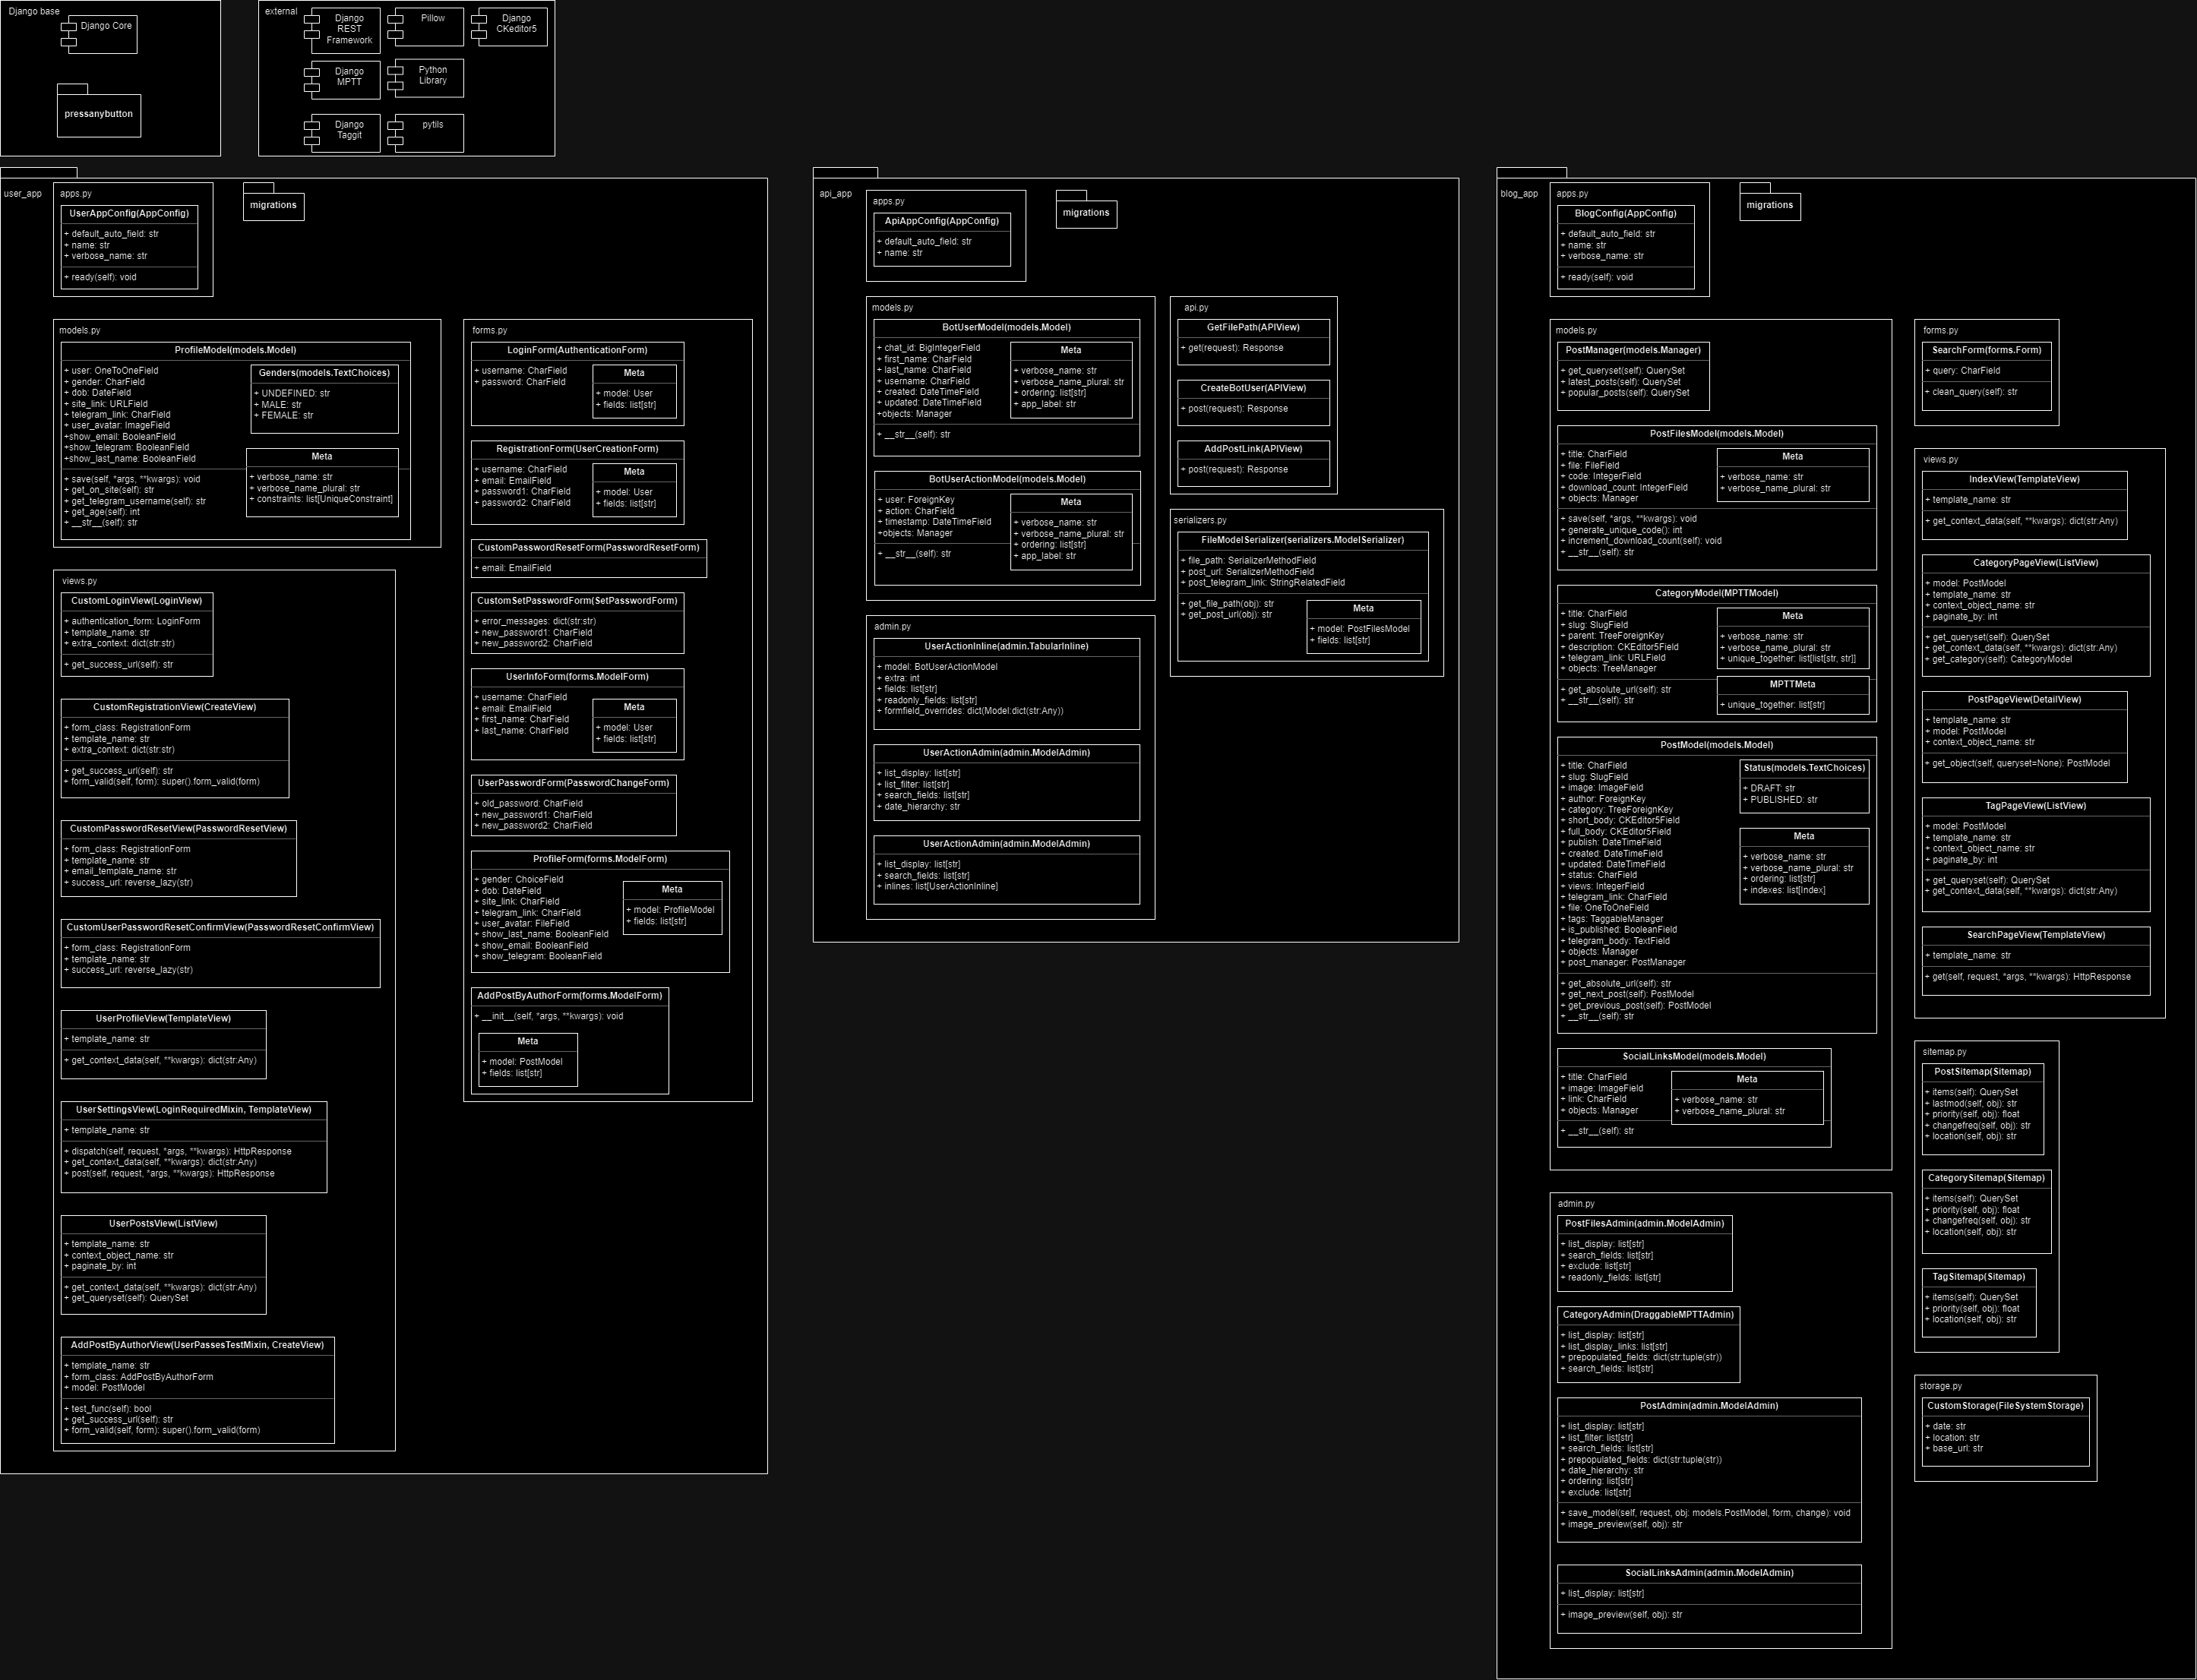 Django base
Django Core
pressanybutton
external
Django
REST
Framework
Pillow
Django
CKeditor5
Django
MPTT
Python
Library
Django
Taggit
pytils
user_app
apps.py
UserAppConfig(AppConfig)
+ default_auto_field: str
+ name: str
+ verbose_name: str
+ ready(self): void
migrations
models.py
ProfileModel(models.Model)
+ user: OneToOneField
+ gender: CharField
+ dob: DateField
+ site_link: URLField
+ telegram_link: CharField
+ user_avatar: ImageField
+show_email: BooleanField
+show_telegram: BooleanField
+show_last_name: BooleanField
+ save(self, *args, **kwargs): void
+ get_on_site(self): str
+ get_telegram_username(self): str
+ get_age(self): int
+ __str__(self): str
Genders(models.TextChoices)
+ UNDEFINED: str
+ MALE: str
+ FEMALE: str
Meta
+ verbose_name: str
+ verbose_name_plural: str
+ constraints: list[UniqueConstraint]
views.py
CustomLoginView(LoginView)
+ authentication_form: LoginForm
+ template_name: str
+ extra_context: dict(str:str)
+ get_success_url(self): str
CustomRegistrationView(CreateView)
+ form_class: RegistrationForm
+ template_name: str
+ extra_context: dict(str:str)
+ get_success_url(self): str
+ form_valid(self, form): super().form_valid(form)
CustomPasswordResetView(PasswordResetView)
+ form_class: RegistrationForm
+ template_name: str
+ email_template_name: str
+ success_url: reverse_lazy(str)
CustomUserPasswordResetConfirmView(PasswordResetConfirmView)
+ form_class: RegistrationForm
+ template_name: str
+ success_url: reverse_lazy(str)
UserProfileView(TemplateView)
+ template_name: str
+ get_context_data(self, **kwargs): dict(str:Any)
UserSettingsView(LoginRequiredMixin, TemplateView)
+ template_name: str
+ dispatch(self, request, *args, **kwargs): HttpResponse
+ get_context_data(self, **kwargs): dict(str:Any)
+ post(self, request, *args, **kwargs): HttpResponse
UserPostsView(ListView)
+ template_name: str
+ context_object_name: str
+ paginate_by: int
+ get_context_data(self, **kwargs): dict(str:Any)
+ get_queryset(self): QuerySet
AddPostByAuthorView(UserPassesTestMixin, CreateView)
+ template_name: str
+ form_class: AddPostByAuthorForm
+ model: PostModel
+ test_func(self): bool
+ get_success_url(self): str
+ form_valid(self, form): super().form_valid(form)
forms.py
LoginForm(AuthenticationForm)
+ username: CharField
+ password: CharField
Meta
+ model: User
+ fields: list[str]
RegistrationForm(UserCreationForm)
+ username: CharField
+ email: EmailField
+ password1: CharField
+ password2: CharField
Meta
+ model: User
+ fields: list[str]
CustomPasswordResetForm(PasswordResetForm)
+ email: EmailField
CustomSetPasswordForm(SetPasswordForm)
+ error_messages: dict(str:str)
+ new_password1: CharField
+ new_password2: CharField
UserInfoForm(forms.ModelForm)
+ username: CharField
+ email: EmailField
+ first_name: CharField
+ last_name: CharField
Meta
+ model: User
+ fields: list[str]
UserPasswordForm(PasswordChangeForm)
+ old_password: CharField
+ new_password1: CharField
+ new_password2: CharField
ProfileForm(forms.ModelForm)
+ gender: ChoiceField
+ dob: DateField
+ site_link: CharField
+ telegram_link: CharField
+ user_avatar: FileField
+ show_last_name: BooleanField
+ show_email: BooleanField
+ show_telegram: BooleanField
Meta
+ model: ProfileModel
+ fields: list[str]
AddPostByAuthorForm(forms.ModelForm)
+ __init__(self, *args, **kwargs): void
Meta
+ model: PostModel
+ fields: list[str]
api_app
apps.py
ApiAppConfig(AppConfig)
+ default_auto_field: str
+ name: str
migrations
models.py
BotUserModel(models.Model)
+ chat_id: BigIntegerField
+ first_name: CharField
+ last_name: CharField
+ username: CharField
+ created: DateTimeField
+ updated: DateTimeField
+objects: Manager
+ __str__(self): str
Meta
+ verbose_name: str
+ verbose_name_plural: str
+ ordering: list[str]
+ app_label: str
BotUserActionModel(models.Model)
+ user: ForeignKey
+ action: CharField
+ timestamp: DateTimeField
+objects: Manager
+ __str__(self): str
Meta
+ verbose_name: str
+ verbose_name_plural: str
+ ordering: list[str]
+ app_label: str
admin.py
UserActionInline(admin.TabularInline)
+ model: BotUserActionModel
+ extra: int
+ fields: list[str]
+ readonly_fields: list[str]
+ formfield_overrides: dict(Model:dict(str:Any))
UserActionAdmin(admin.ModelAdmin)
+ list_display: list[str]
+ list_filter: list[str]
+ search_fields: list[str]
+ date_hierarchy: str
UserActionAdmin(admin.ModelAdmin)
+ list_display: list[str]
+ search_fields: list[str]
+ inlines: list[UserActionInline]
api.py
GetFilePath(APIView)
+ get(request): Response
CreateBotUser(APIView)
+ post(request): Response
AddPostLink(APIView)
+ post(request): Response
serializers.py
FileModelSerializer(serializers.ModelSerializer)
+ file_path: SerializerMethodField
+ post_url: SerializerMethodField
+ post_telegram_link: StringRelatedField
+ get_file_path(obj): str
+ get_post_url(obj): str
Meta
+ model: PostFilesModel
+ fields: list[str]
blog_app
apps.py
BlogConfig(AppConfig)
+ default_auto_field: str
+ name: str
+ verbose_name: str
+ ready(self): void
migrations
models.py
PostManager(models.Manager)
+ get_queryset(self): QuerySet
+ latest_posts(self): QuerySet
+ popular_posts(self): QuerySet
PostFilesModel(models.Model)
+ title: CharField
+ file: FileField
+ code: IntegerField
+ download_count: IntegerField
+ objects: Manager
+ save(self, *args, **kwargs): void
+ generate_unique_code(): int
+ increment_download_count(self): void
+ __str__(self): str
Meta
+ verbose_name: str
+ verbose_name_plural: str
CategoryModel(MPTTModel)
+ title: CharField
+ slug: SlugField
+ parent: TreeForeignKey
+ description: CKEditor5Field
+ telegram_link: URLField
+ objects: TreeManager
+ get_absolute_url(self): str
+ __str__(self): str
Meta
+ verbose_name: str
+ verbose_name_plural: str
+ unique_together: list[list[str, str]]
MPTTMeta
+ unique_together: list[str]
PostModel(models.Model)
+ title: CharField
+ slug: SlugField
+ image: ImageField
+ author: ForeignKey
+ category: TreeForeignKey
+ short_body: CKEditor5Field
+ full_body: CKEditor5Field
+ publish: DateTimeField
+ created: DateTimeField
+ updated: DateTimeField
+ status: CharField
+ views: IntegerField
+ telegram_link: CharField
+ file: OneToOneField
+ tags: TaggableManager
+ is_published: BooleanField
+ telegram_body: TextField
+ objects: Manager
+ post_manager: PostManager
+ get_absolute_url(self): str
+ get_next_post(self): PostModel
+ get_previous_post(self): PostModel
+ __str__(self): str
Status(models.TextChoices)
+ DRAFT: str
+ PUBLISHED: str
Meta
+ verbose_name: str
+ verbose_name_plural: str
+ ordering: list[str]
+ indexes: list[Index]
SocialLinksModel(models.Model)
+ title: CharField
+ image: ImageField
+ link: CharField
+ objects: Manager
+ __str__(self): str
Meta
+ verbose_name: str
+ verbose_name_plural: str
admin.py
PostFilesAdmin(admin.ModelAdmin)
+ list_display: list[str]
+ search_fields: list[str]
+ exclude: list[str]
+ readonly_fields: list[str]
CategoryAdmin(DraggableMPTTAdmin)
+ list_display: list[str]
+ list_display_links: list[str]
+ prepopulated_fields: dict(str:tuple(str))
+ search_fields: list[str]
PostAdmin(admin.ModelAdmin)
+ list_display: list[str]
+ list_filter: list[str]
+ search_fields: list[str]
+ prepopulated_fields: dict(str:tuple(str))
+ date_hierarchy: str
+ ordering: list[str]
+ exclude: list[str]
+ save_model(self, request, obj: models.PostModel, form, change): void
+ image_preview(self, obj): str
SocialLinksAdmin(admin.ModelAdmin)
+ list_display: list[str]
+ image_preview(self, obj): str
forms.py
SearchForm(forms.Form)
+ query: CharField
+ clean_query(self): str
views.py
IndexView(TemplateView)
+ template_name: str
+ get_context_data(self, **kwargs): dict(str:Any)
CategoryPageView(ListView)
+ model: PostModel
+ template_name: str
+ context_object_name: str
+ paginate_by: int
+ get_queryset(self): QuerySet
+ get_context_data(self, **kwargs): dict(str:Any)
+ get_category(self): CategoryModel
PostPageView(DetailView)
+ template_name: str
+ model: PostModel
+ context_object_name: str
+ get_object(self, queryset=None): PostModel
TagPageView(ListView)
+ model: PostModel
+ template_name: str
+ context_object_name: str
+ paginate_by: int
+ get_queryset(self): QuerySet
+ get_context_data(self, **kwargs): dict(str:Any)
SearchPageView(TemplateView)
+ template_name: str
+ get(self, request, *args, **kwargs): HttpResponse
sitemap.py
PostSitemap(Sitemap)
+ items(self): QuerySet
+ lastmod(self, obj): str
+ priority(self, obj): float
+ changefreq(self, obj): str
+ location(self, obj): str
CategorySitemap(Sitemap)
+ items(self): QuerySet
+ priority(self, obj): float
+ changefreq(self, obj): str
+ location(self, obj): str
TagSitemap(Sitemap)
+ items(self): QuerySet
+ priority(self, obj): float
+ location(self, obj): str
storage.py
CustomStorage(FileSystemStorage)
+ date: str
+ location: str
+ base_url: str